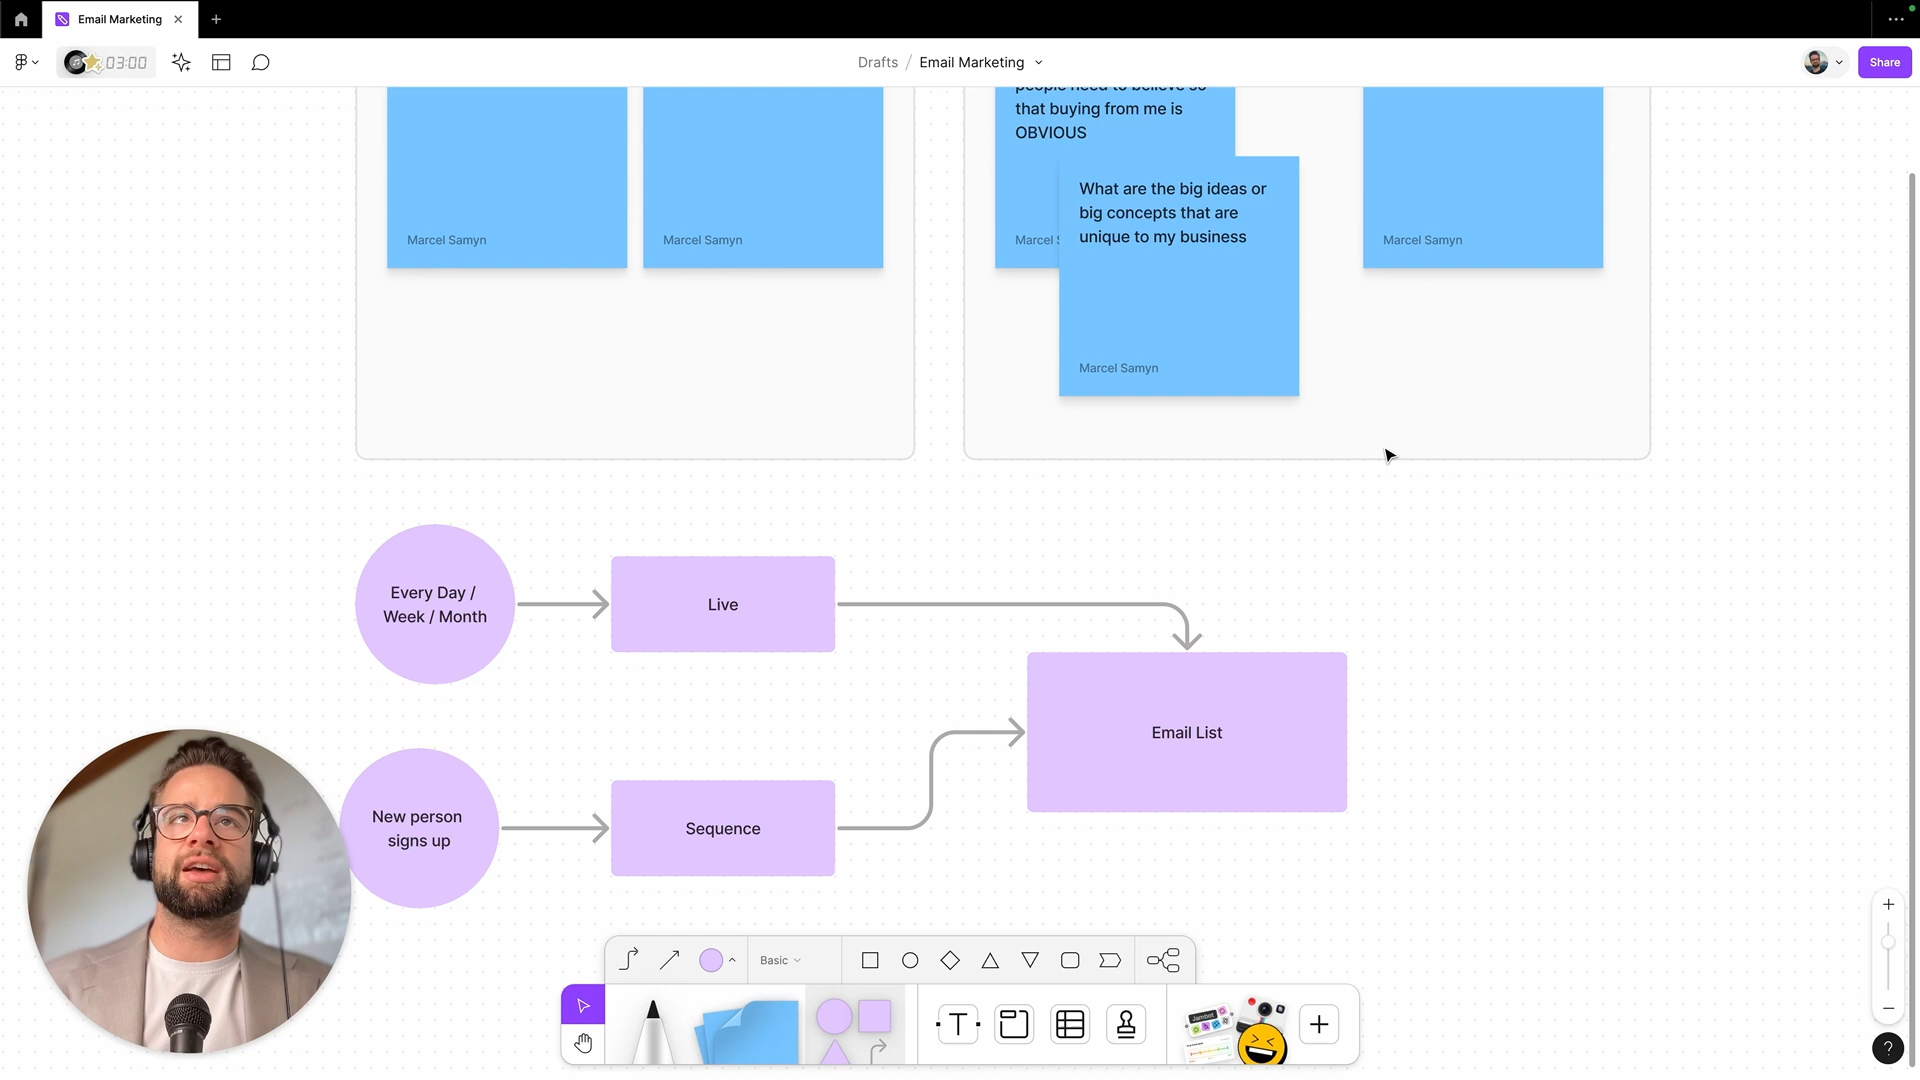 Email Marketing
03:00
Drafts / Email Marketing
Share
people need to believe so
that buying from me is
OBVIOUS
What are the big ideas or
big concepts that are
unique to my business
Marcel Samyn
Marcel Samyn
Marcel S
Marcel Samyn
Marcel Samyn
Every Day /
Week / Month
Live
Email List
New person
signs up
Sequence
Basic
T
Jambot
?